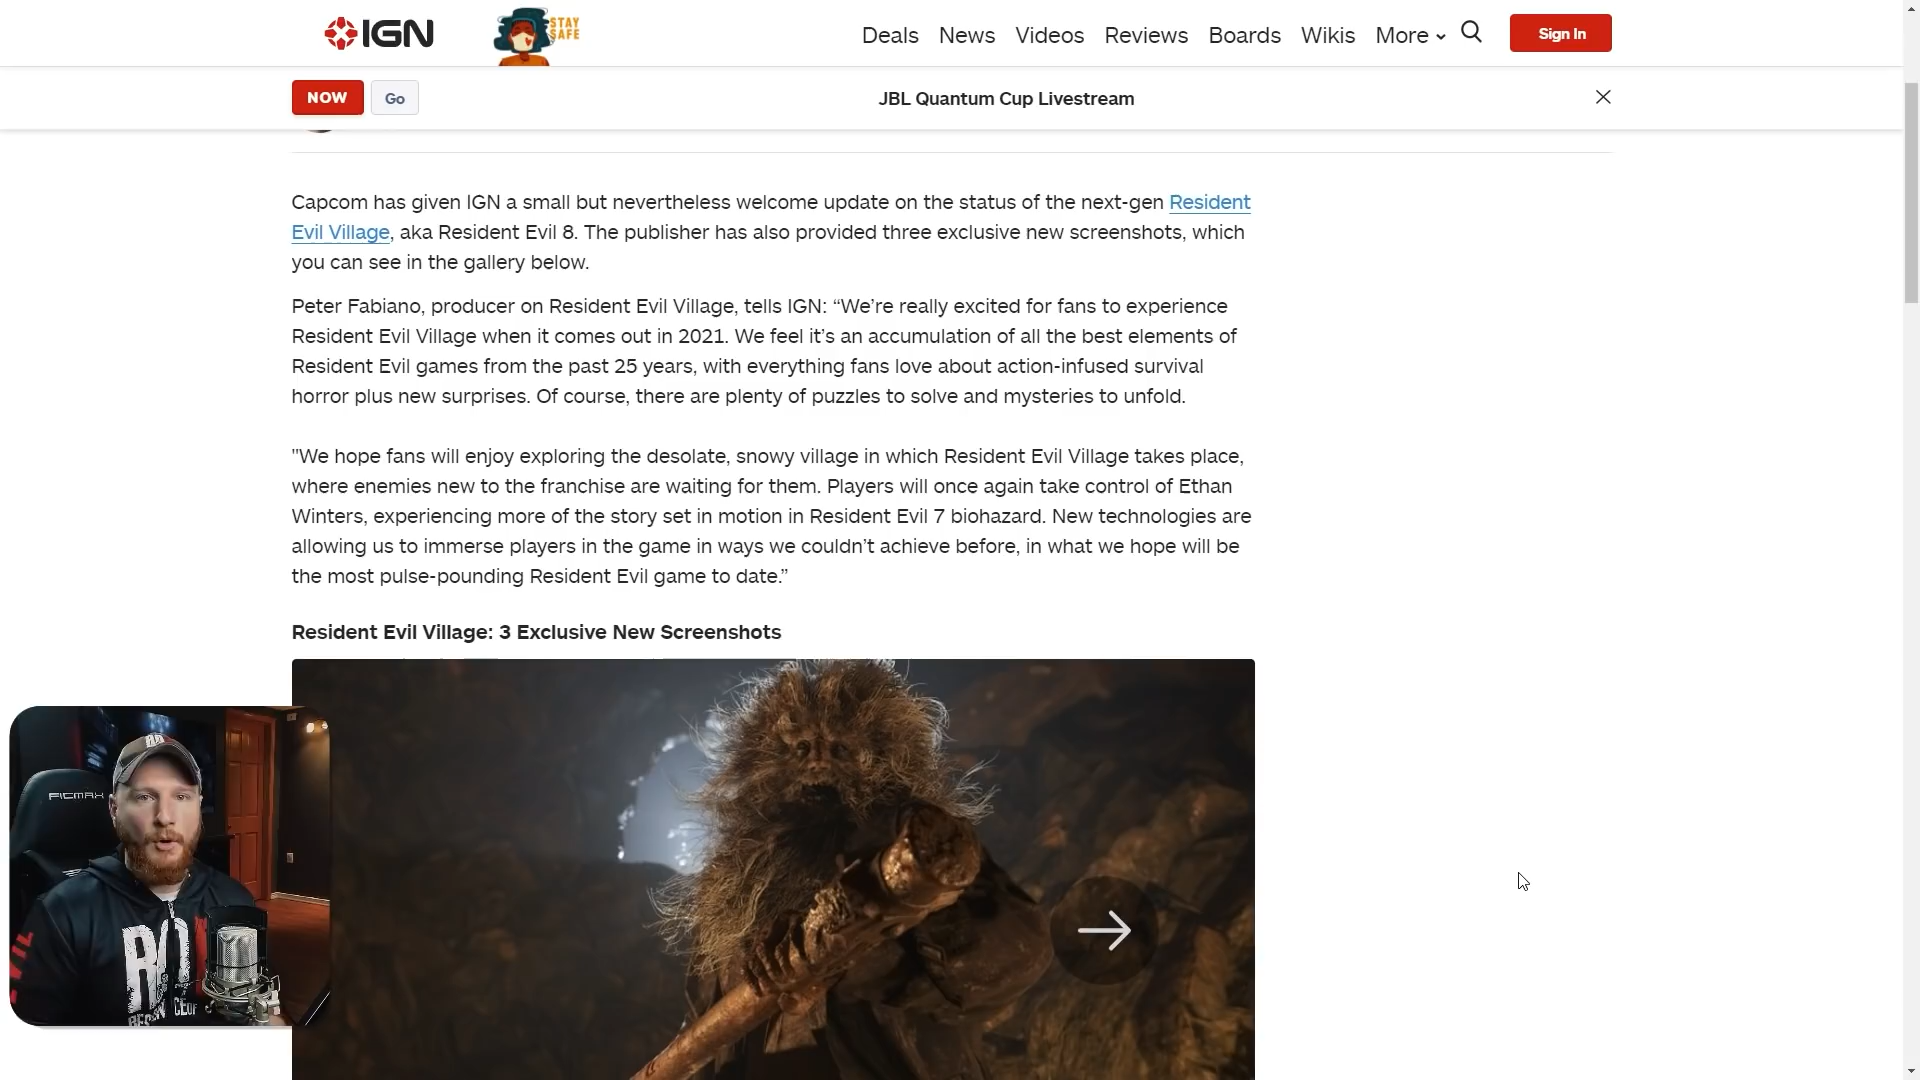 IGN
STAY
SAFE
Deals News Videos Reviews Boards Wikis More
Sign In
NOW Go JBL Quantum Cup Livestream
Capcom has given IGN a small but nevertheless welcome update on the status of the next-gen Resident
Evil Village, aka Resident Evil 8. The publisher has also provided three exclusive new screenshots, which
you can see in the gallery below.
Peter Fabiano, producer on Resident Evil Village, tells IGN: “We’re really excited for fans to experience
Resident Evil Village when it comes out in 2021. We feel it’s an accumulation of all the best elements of
Resident Evil games from the past 25 years, with everything fans love about action-infused survival
horror plus new surprises. Of course, there are plenty of puzzles to solve and mysteries to unfold.
"We hope fans will enjoy exploring the desolate, snowy village in which Resident Evil Village takes place,
where enemies new to the franchise are waiting for them. Players will once again take control of Ethan
Winters, experiencing more of the story set in motion in Resident Evil 7 biohazard. New technologies are
allowing us to immerse players in the game in ways we couldn’t achieve before, in what we hope will be
the most pulse-pounding Resident Evil game to date.”
Resident Evil Village: 3 Exclusive New Screenshots
FICMAX